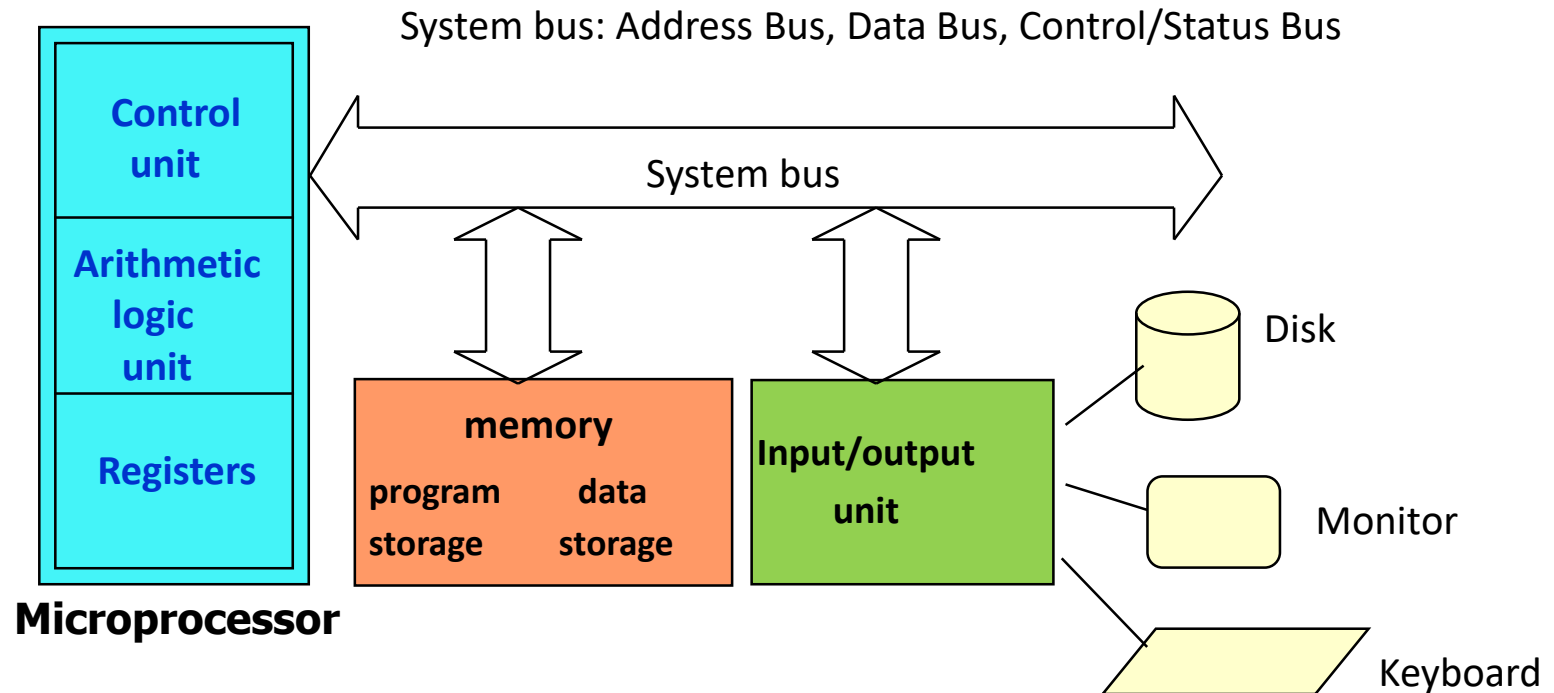 System bus: Address Bus, Data Bus, Control/Status Bus
Control
unit
Arithmetic
logic
unit
Registers
Microprocessor
System bus
memory
program data
storage storage
Input/output
unit
Disk
Monitor
Keyboard